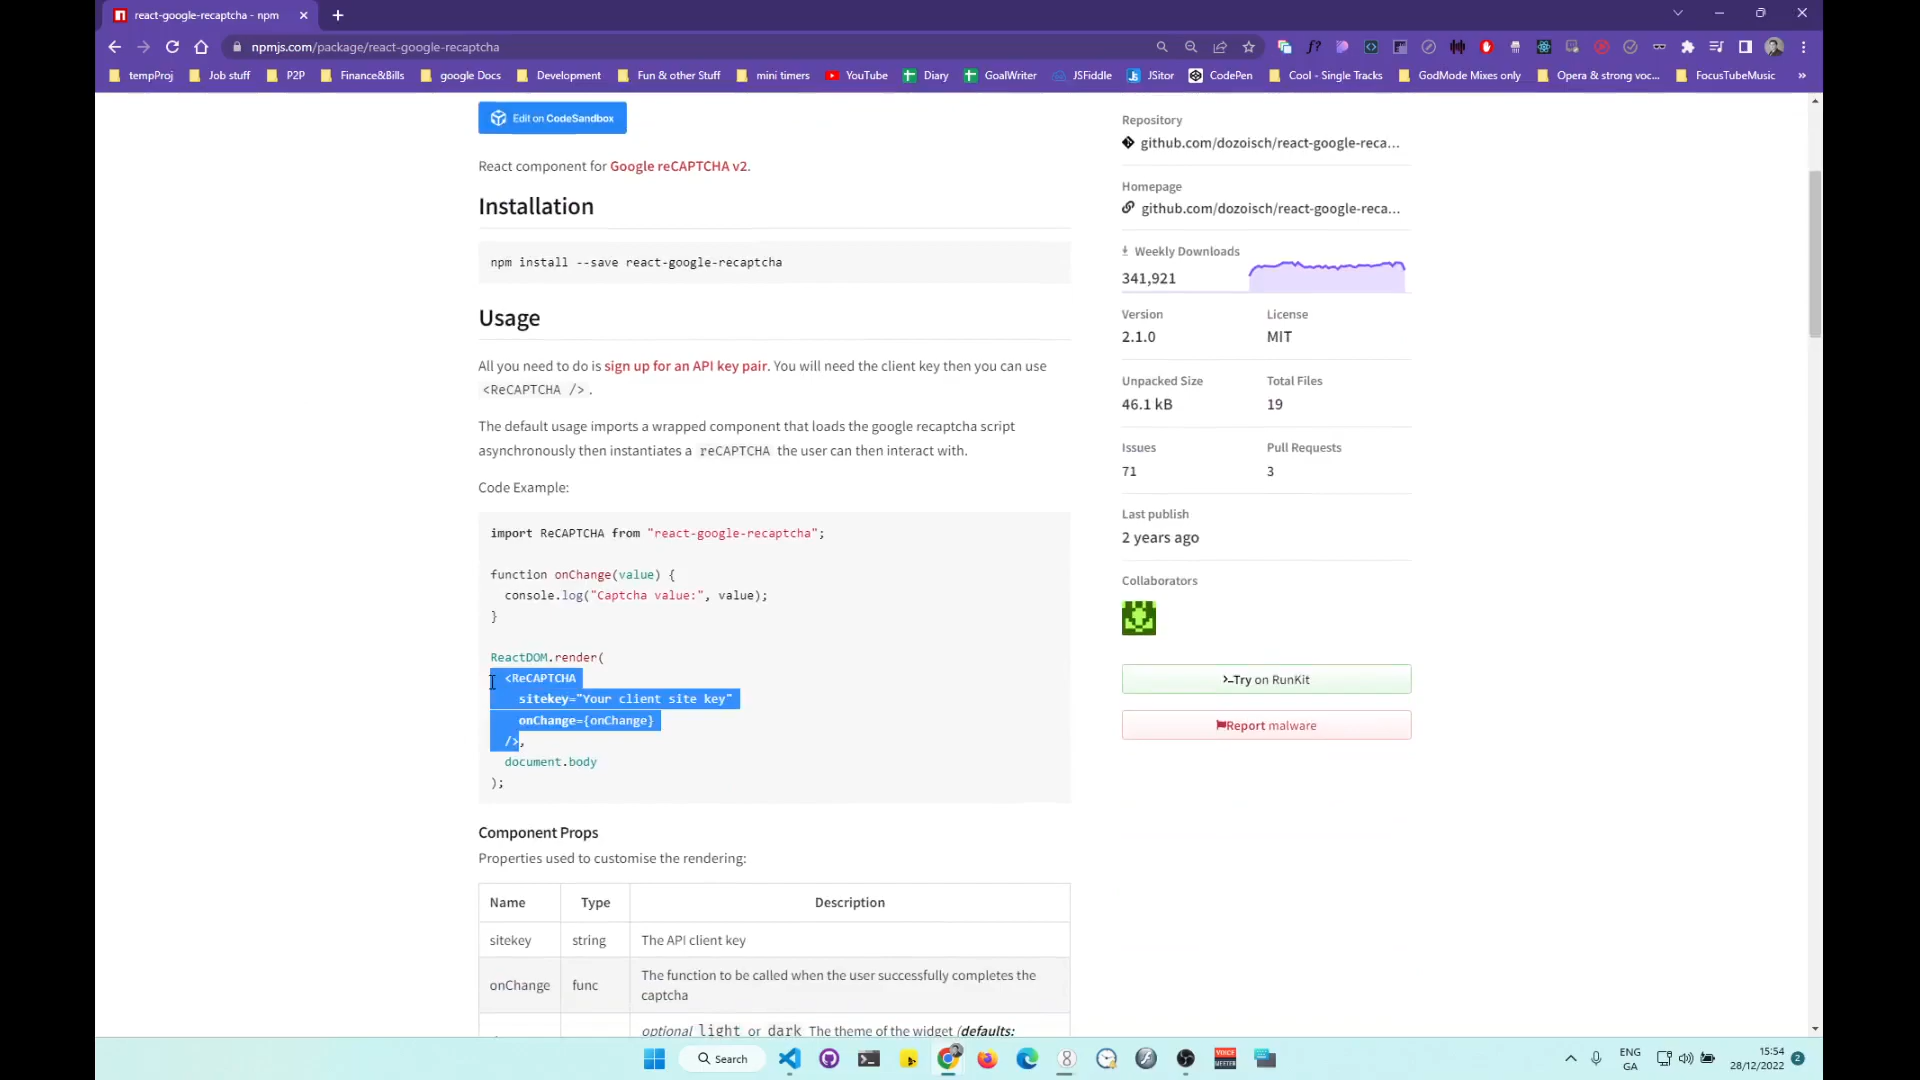 react-google-recaptcha - npm
npmjs.com/package/react-google-recaptcha
tempProj Job stuff P2P Finance&Bills google Docs Development Fun & other Stuff mini timers YouTube Diary GoalWriter JSFiddle JSitor CodePen Cool - Single Tracks GodMode Mixes only Opera & strong voc... FocusTubeMusic »
Edit on CodeSandbox
React component for Google reCAPTCHA v2.
Installation
npm install --save react-google-recaptcha
Usage
All you need to do is sign up for an API key pair. You will need the client key then you can use
<ReCAPTCHA />.
The default usage imports a wrapped component that loads the google recaptcha script
asynchronously then instantiates a reCAPTCHA the user can then interact with.
Code Example:
import ReCAPTCHA from "react-google-recaptcha";
function onChange(value) {
console.log("Captcha value:", value);
}
ReactDOM.render(
<ReCAPTCHA
sitekey="Your client site key"
onChange={onChange}
/>,
document.body
);
Component Props
Properties used to customise the rendering:
Name Type Description
sitekey string The API client key
onChange func The function to be called when the user successfully completes the
captcha
optional light or dark The theme of the widget (defaults:
Repository
github.com/dozoisch/react-google-reca...
Homepage
github.com/dozoisch/react-google-reca...
Weekly Downloads
341,921
Version License
2.1.0 MIT
Unpacked Size Total Files
46.1 kB 19
Issues Pull Requests
71 3
Last publish
2 years ago
Collaborators
>_Try on RunKit
Report malware
Search
ENG
GA
15:54
28/12/2022
2